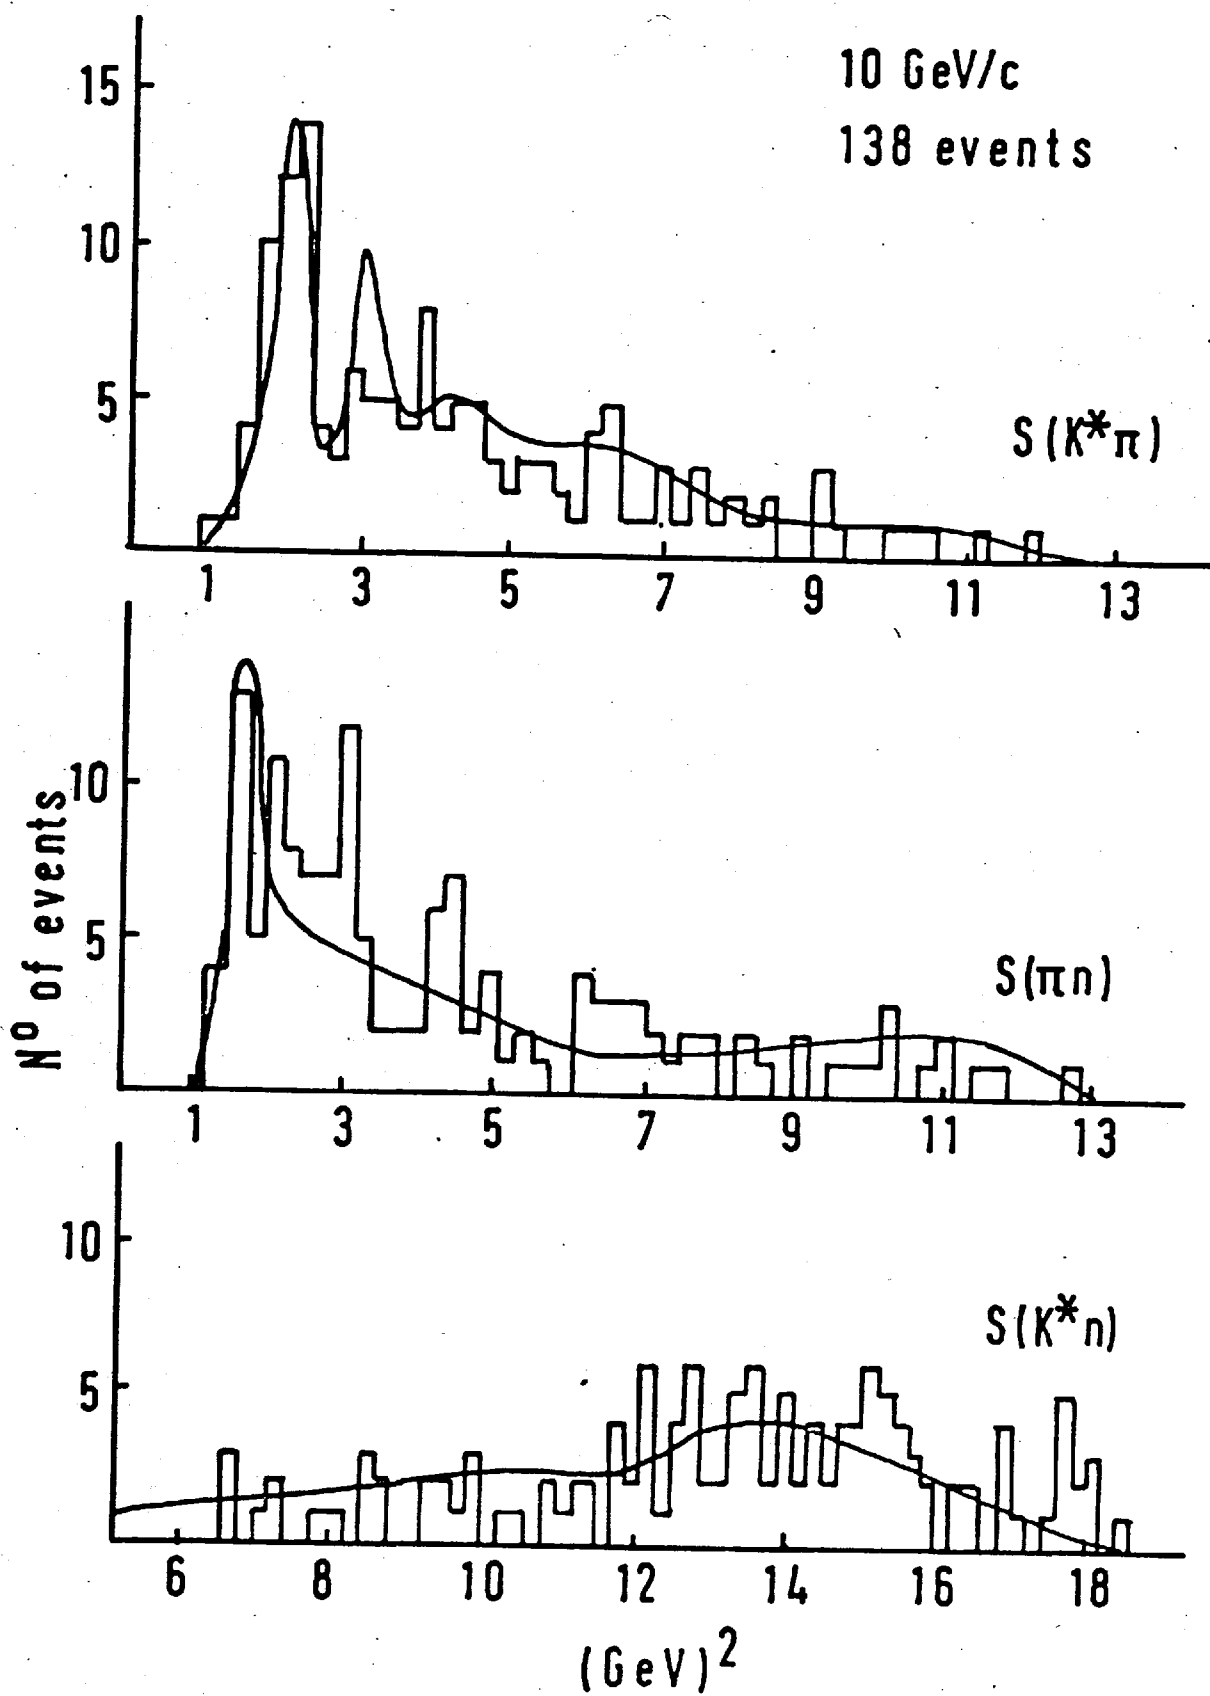 10 GeV/c
138 events
15
10
5
S(K*π)
1 3 5 7 9 11 13
N° of events
10
5
S(πn)
1 3 5 7 9 11 13
10
5
S(K*n)
6 8 10 12 14 16 18
(GeV)²